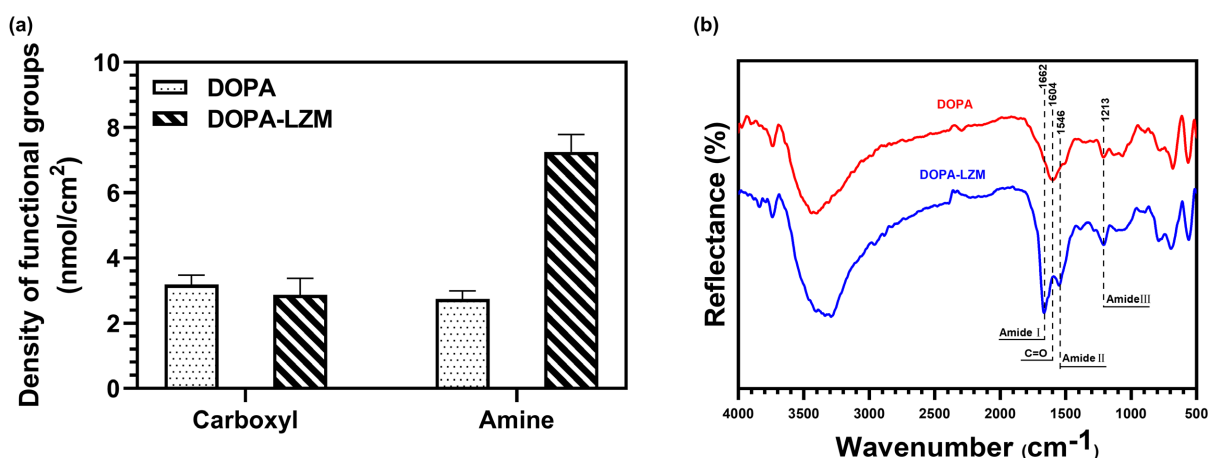 (a)
Density of functional groups
(nmol/cm²)
10
8
6
4
2
0
DOPA
DOPA-LZM
Carboxyl
Amine
(b)
Reflectance (%)
1662
1604
1546
1213
DOPA
DOPA-LZM
Amide Ⅰ
C=O
Amide Ⅱ
AmideⅢ
4000
3500
3000
2500
2000
1500
1000
500
Wavenumber (cm⁻¹)